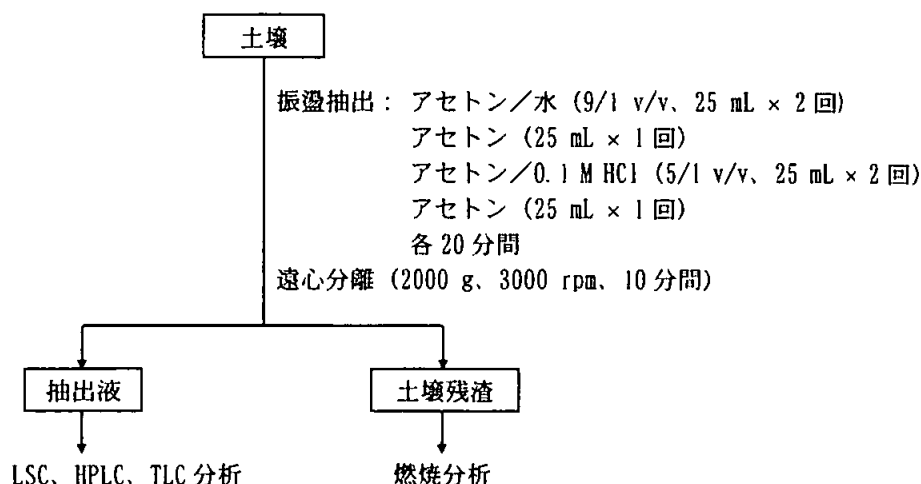 土壌
振盪抽出： アセトン／水 (9/1 v/v、25 mL × 2 回)
アセトン (25 mL × 1 回)
アセトン／0.1 M HCl (5/1 v/v、25 mL × 2 回)
アセトン (25 mL × 1 回)
各 20 分間
遠心分離 (2000 g、3000 rpm、10 分間)
抽出液
土壌残渣
LSC、HPLC、TLC 分析
燃焼分析